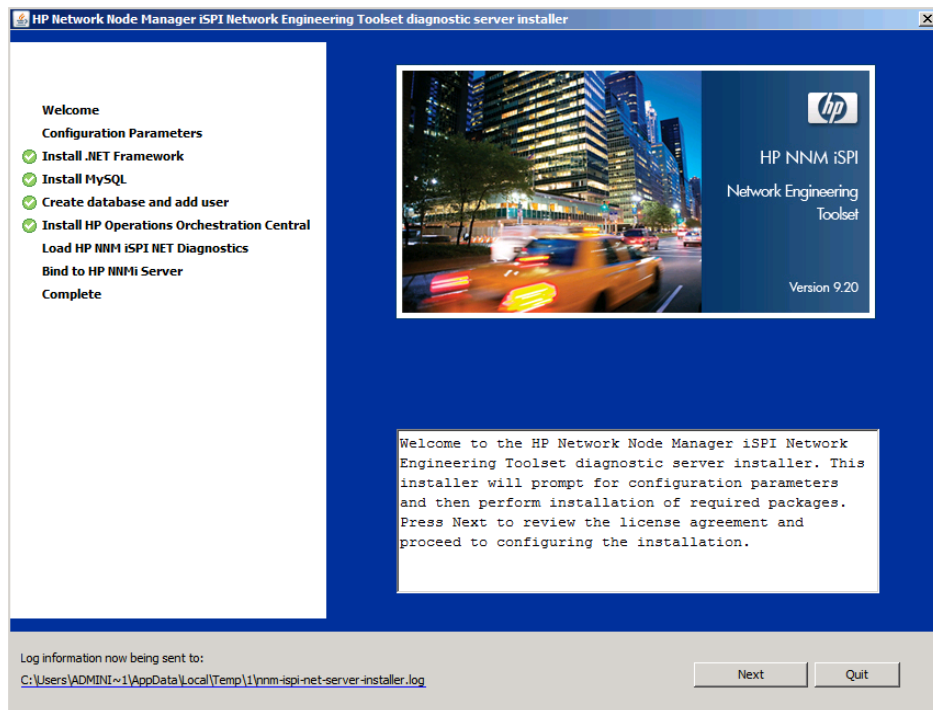 HP Network Node Manager iSPI Network Engineering Toolset diagnostic server installer
Welcome
Configuration Parameters
Install .NET Framework
Install MySQL
Create database and add user
Install HP Operations Orchestration Central
Load HP NNM iSPI NET Diagnostics
Bind to HP NNMi Server
Complete
hp
HP NNM iSPI
Network Engineering
Toolset
Version 9.20
Welcome to the HP Network Node Manager iSPI Network
Engineering Toolset diagnostic server installer. This
installer will prompt for configuration parameters
and then perform installation of required packages.
Press Next to review the license agreement and
proceed to configuring the installation.
Log information now being sent to:
C:\Users\ADMINI~1\AppData\Local\Temp\1\nnm-ispi-net-server-installer.log
Next
Quit